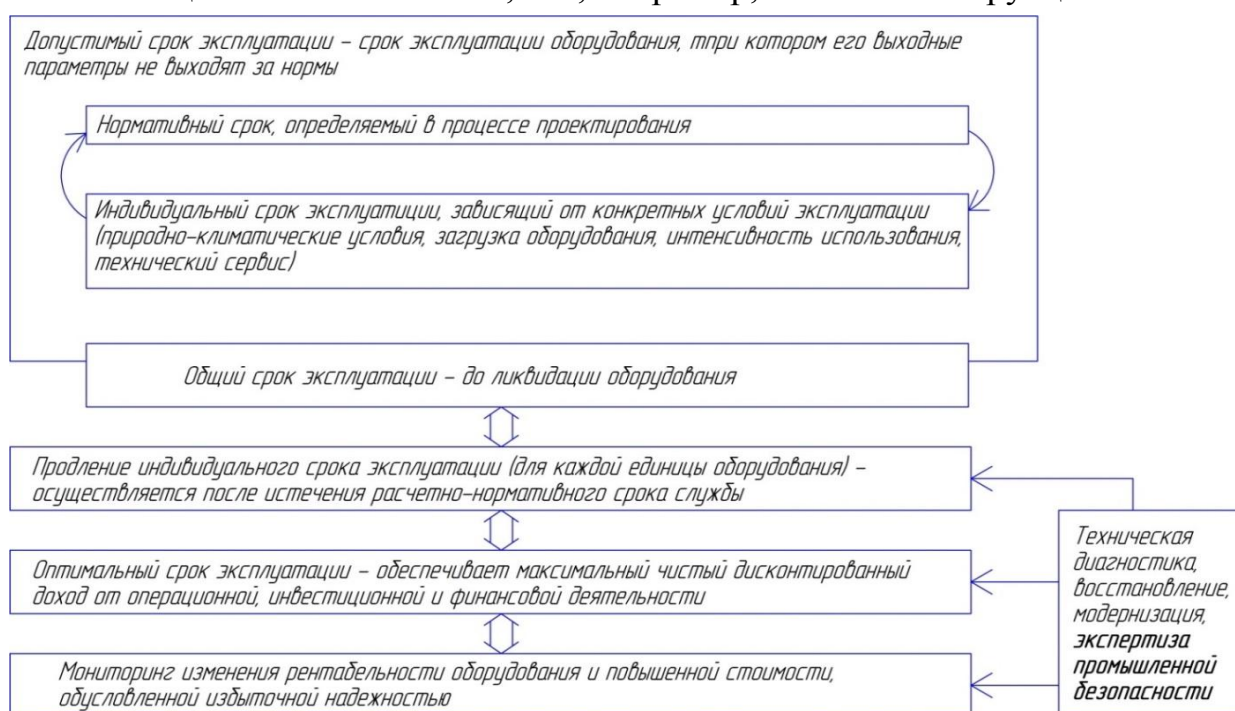 Допустимый срок эксплуатации – срок эксплуатации оборудования, тпри котором его выходные
параметры не выходят за нормы
Нормативный срок, определяемый в процессе проектирования
Индивидуальный срок эксплуатиции, зависящий от конкретных условий эксплуатации
(природно-климатические условия, загрузка оборудования, интенсивность использования,
технический сервис)
Общий срок эксплуатации – до ликвидации оборудования
Продление индивидуального срока эксплуатации (для каждой единицы оборудования) –
осуществляется после истечения расчетно-нормативного срока службы
Оптимальный срок эксплуатации – обеспечивает максимальный чистый дисконтированный
доход от операционной, инвестиционной и финансовой деятельности
Мониторинг изменения рентабельности оборудования и повышенной стоимости,
обусловленной избыточной надежностью
Техническая
диагностика,
восстановление,
модернизация,
экспертиза
промышленной
безопасности